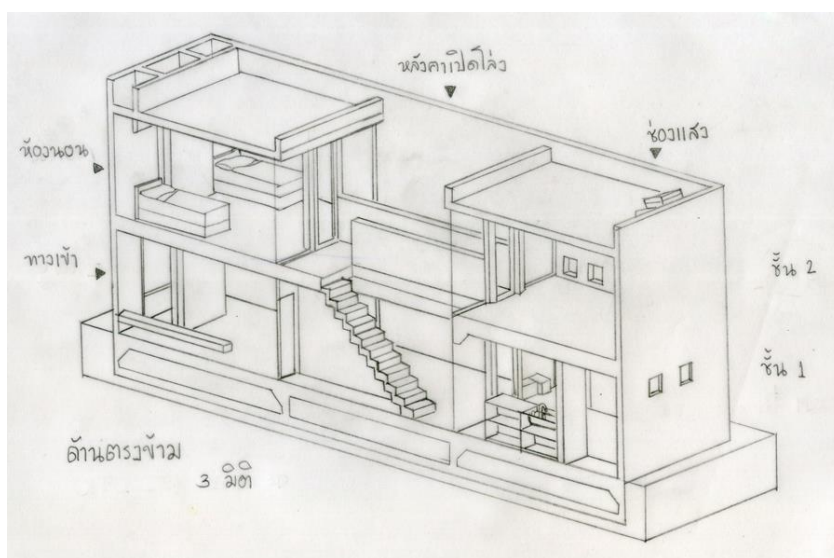 หลังคาเปิดโล่ง
ช่องแสง
ห้องนอน
ทางเข้า
ชั้น 2
ชั้น 1
ด้านตรงข้าม
3 มิติ